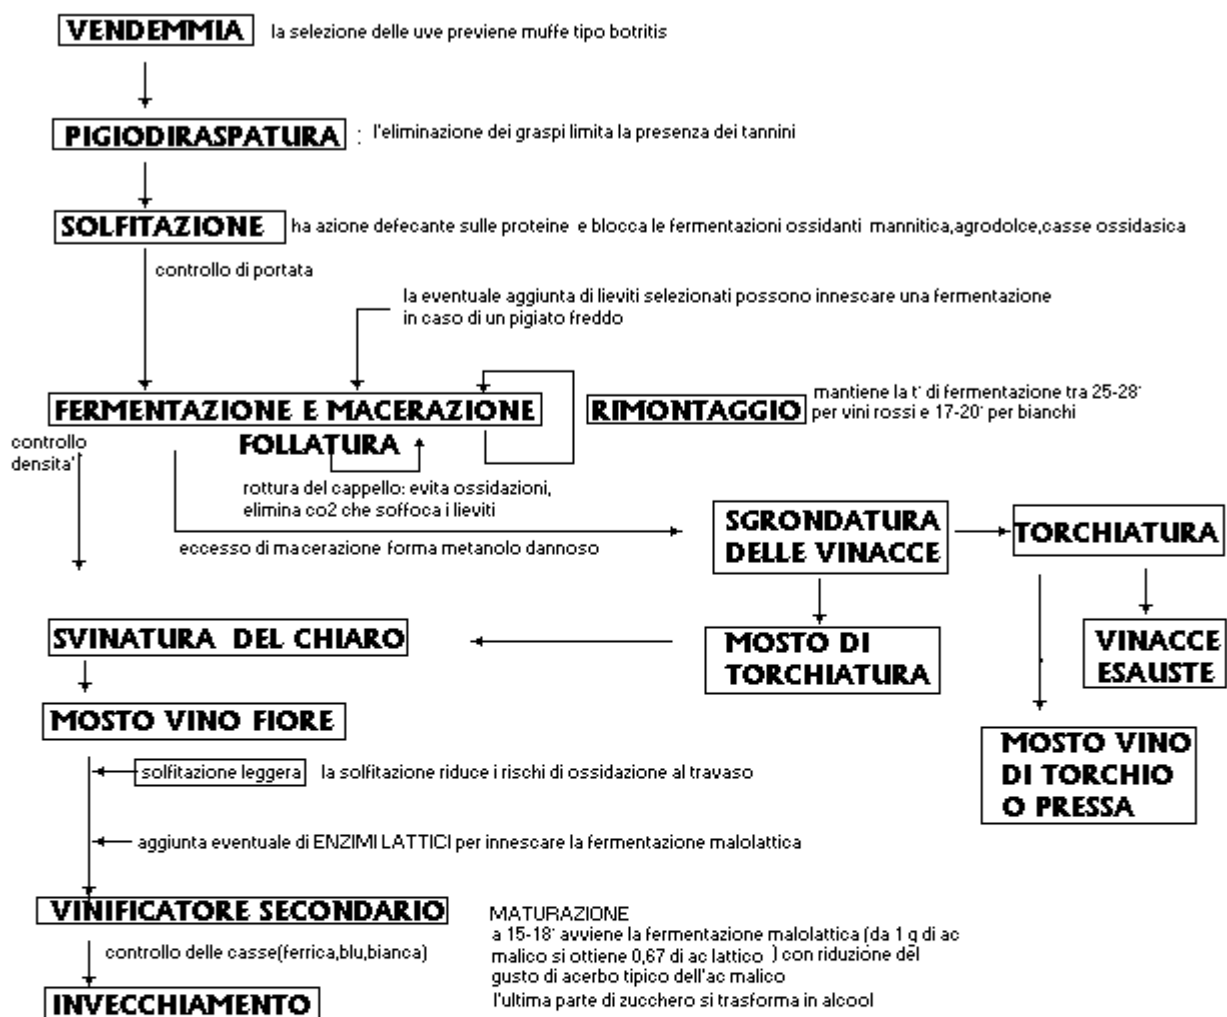 VENDEMMIA
la selezione delle uve previene muffe tipo botritis
PIGIODIRASPATURA
: l'eliminazione dei graspi limita la presenza dei tannini
SOLFITAZIONE
ha azione defecante sulle proteine e blocca le fermentazioni ossidanti mannitica,agrodolce,casse ossidasica
controllo di portata
la eventuale aggiunta di lieviti selezionati possono innescare una fermentazione
in caso di un pigiato freddo
FERMENTAZIONE E MACERAZIONE
RIMONTAGGIO
mantiene la t° di fermentazione tra 25-28°
per vini rossi e 17-20° per bianchi
FOLLATURA
controllo
densita'
rottura del cappello: evita ossidazioni,
elimina co2 che soffoca i lieviti
eccesso di macerazione forma metanolo dannoso
SGRONDATURA
DELLE VINACCE
TORCHIATURA
SVINATURA DEL CHIARO
MOSTO DI
TORCHIATURA
VINACCE
ESAUSTE
MOSTO VINO FIORE
MOSTO VINO
DI TORCHIO
O PRESSA
solfitazione leggera
la solfitazione riduce i rischi di ossidazione al travaso
aggiunta eventuale di ENZIMI LATTICI per innescare la fermentazione malolattica
VINIFICATORE SECONDARIO
controllo delle casse(ferrica,blu,bianca)
INVECCHIAMENTO
MATURAZIONE
a 15-18° avviene la fermentazione malolattica (da 1 g di ac
malico si ottiene 0,67 di ac lattico ) con riduzione del
gusto di acerbo tipico dell'ac malico
l'ultima parte di zucchero si trasforma in alcool